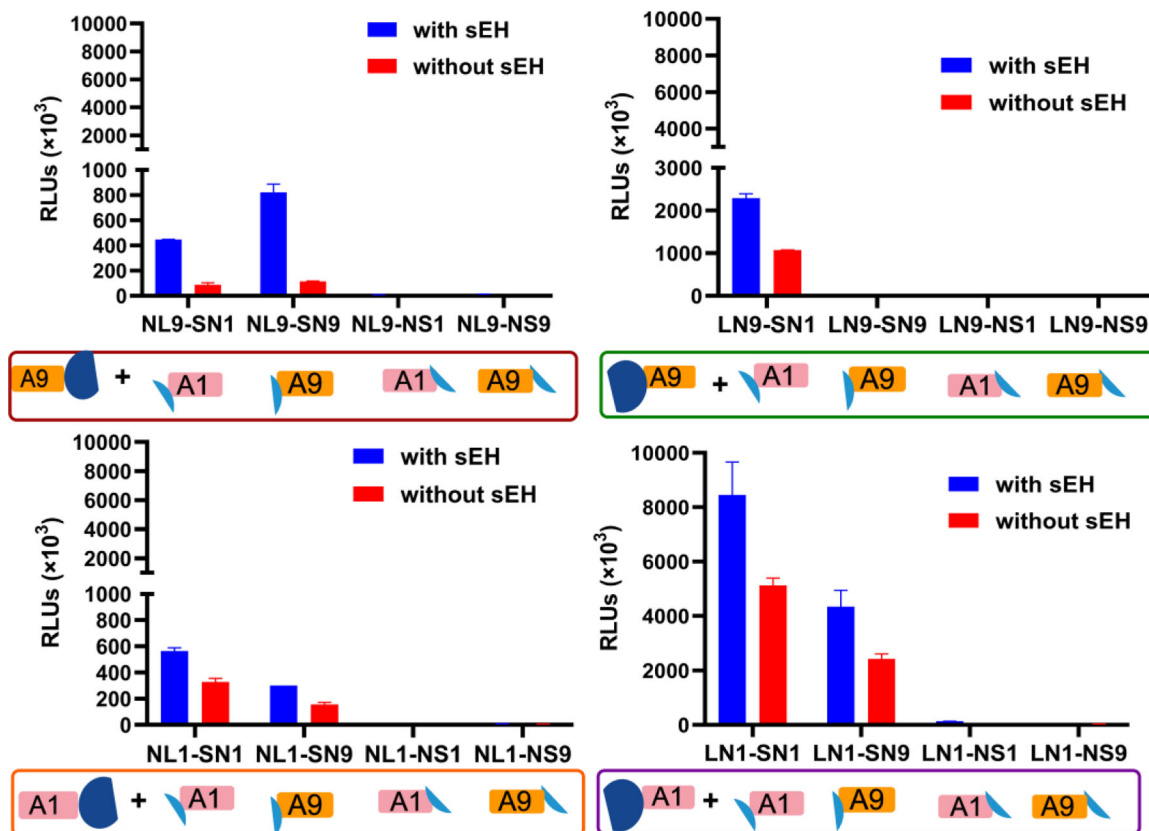 10000
8000
6000
4000
2000
1000
800
600
400
200
0
RLUs (×10³)
with sEH
without sEH
NL9-SN1 NL9-SN9 NL9-NS1 NL9-NS9
A9 + A1 A9 A1 A9
10000
8000
6000
4000
3000
2000
1000
0
RLUs (×10³)
with sEH
without sEH
LN9-SN1 LN9-SN9 LN9-NS1 LN9-NS9
A9 + A1 A9 A1 A9
10000
8000
6000
4000
2000
1000
800
600
400
200
0
RLUs (×10³)
with sEH
without sEH
NL1-SN1 NL1-SN9 NL1-NS1 NL1-NS9
A1 + A1 A9 A1 A9
10000
8000
6000
4000
2000
0
RLUs (×10³)
with sEH
without sEH
LN1-SN1 LN1-SN9 LN1-NS1 LN1-NS9
A1 + A1 A9 A1 A9